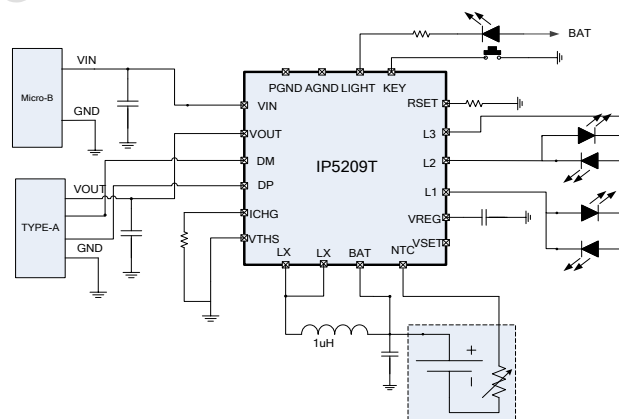 BAT
VIN
PGND AGND LIGHT KEY
Micro-B
GND
VIN
RSET
VOUT
L3
DM
IP5209T
L2
DP
VOUT
L1
TYPE-A
ICHG
VREG
GND
VTHS
VSET
LX LX BAT NTC
1uH
+